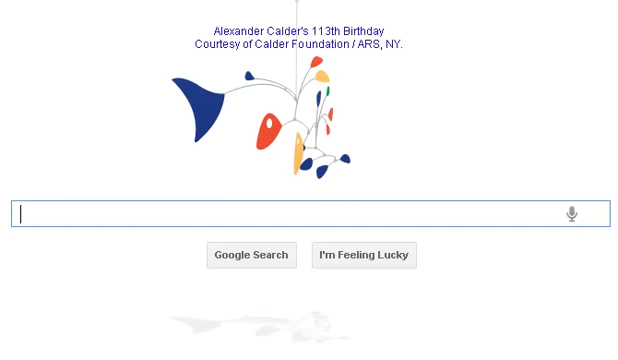 Alexander Calder's 113th Birthday
Courtesy of Calder Foundation / ARS, NY.
Google Search
I'm Feeling Lucky